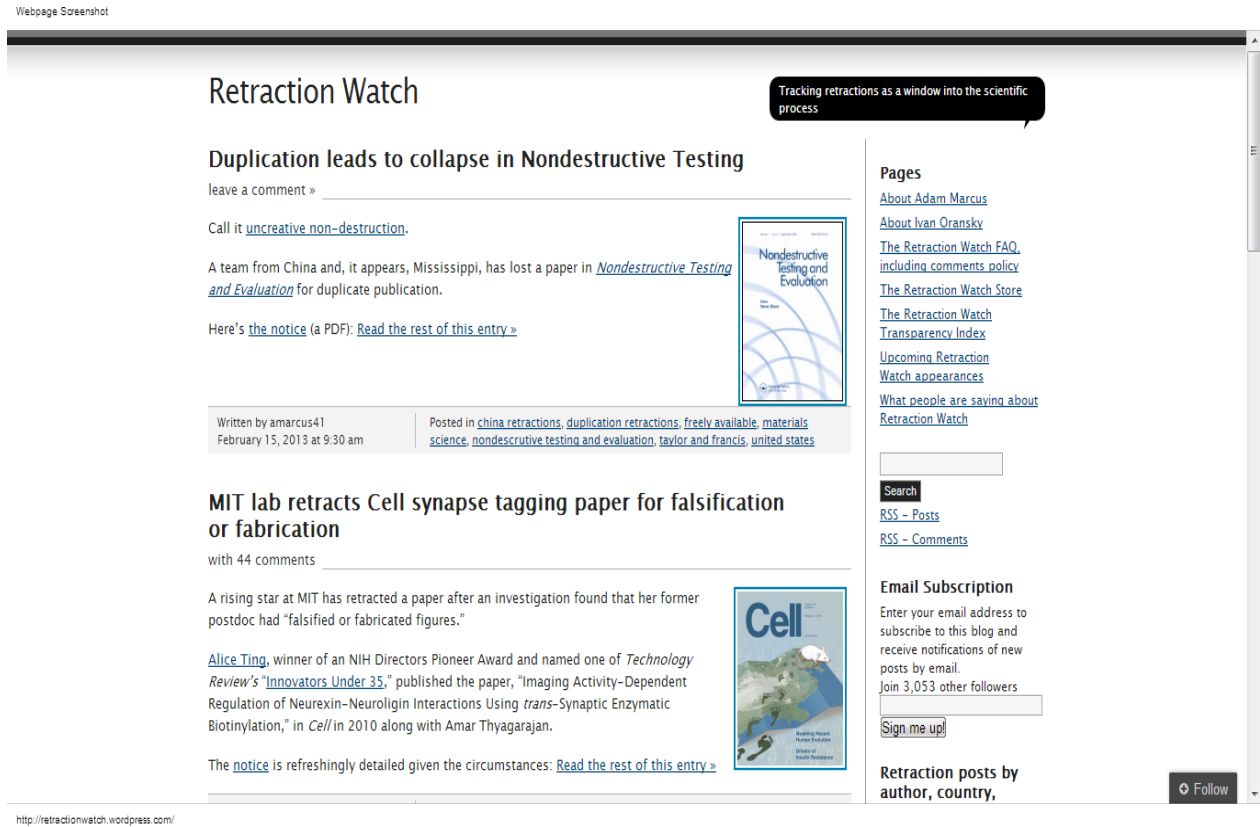 Webpage Screenshot
Retraction Watch
Tracking retractions as a window into the scientific
process
Duplication leads to collapse in Nondestructive Testing
leave a comment »
Call it uncreative non-destruction.
A team from China and, it appears, Mississippi, has lost a paper in Nondestructive Testing
and Evaluation for duplicate publication.
Here's the notice (a PDF): Read the rest of this entry »
Nondestructive
Testing and
Evaluation
Written by amarcus41
February 15, 2013 at 9:30 am
Posted in china retractions, duplication retractions, freely available, materials
science, nondescrutive testing and evaluation, taylor and francis, united states
MIT lab retracts Cell synapse tagging paper for falsification
or fabrication
with 44 comments
A rising star at MIT has retracted a paper after an investigation found that her former
postdoc had "falsified or fabricated figures."
Alice Ting, winner of an NIH Directors Pioneer Award and named one of Technology
Review's "Innovators Under 35," published the paper, "Imaging Activity-Dependent
Regulation of Neurexin-Neuroligin Interactions Using trans-Synaptic Enzymatic
Biotinylation," in Cell in 2010 along with Amar Thyagarajan.
The notice is refreshingly detailed given the circumstances: Read the rest of this entry »
Cell
Modeling Recent
Human Evolution
Drivers of
Insulin Resistance
Pages
About Adam Marcus
About Ivan Oransky
The Retraction Watch FAQ,
including comments policy
The Retraction Watch Store
The Retraction Watch
Transparency Index
Upcoming Retraction
Watch appearances
What people are saying about
Retraction Watch
Search
RSS - Posts
RSS - Comments
Email Subscription
Enter your email address to
subscribe to this blog and
receive notifications of new
posts by email.
Join 3,053 other followers
Sign me up!
Retraction posts by
author, country,
Follow
http://retractionwatch.wordpress.com/